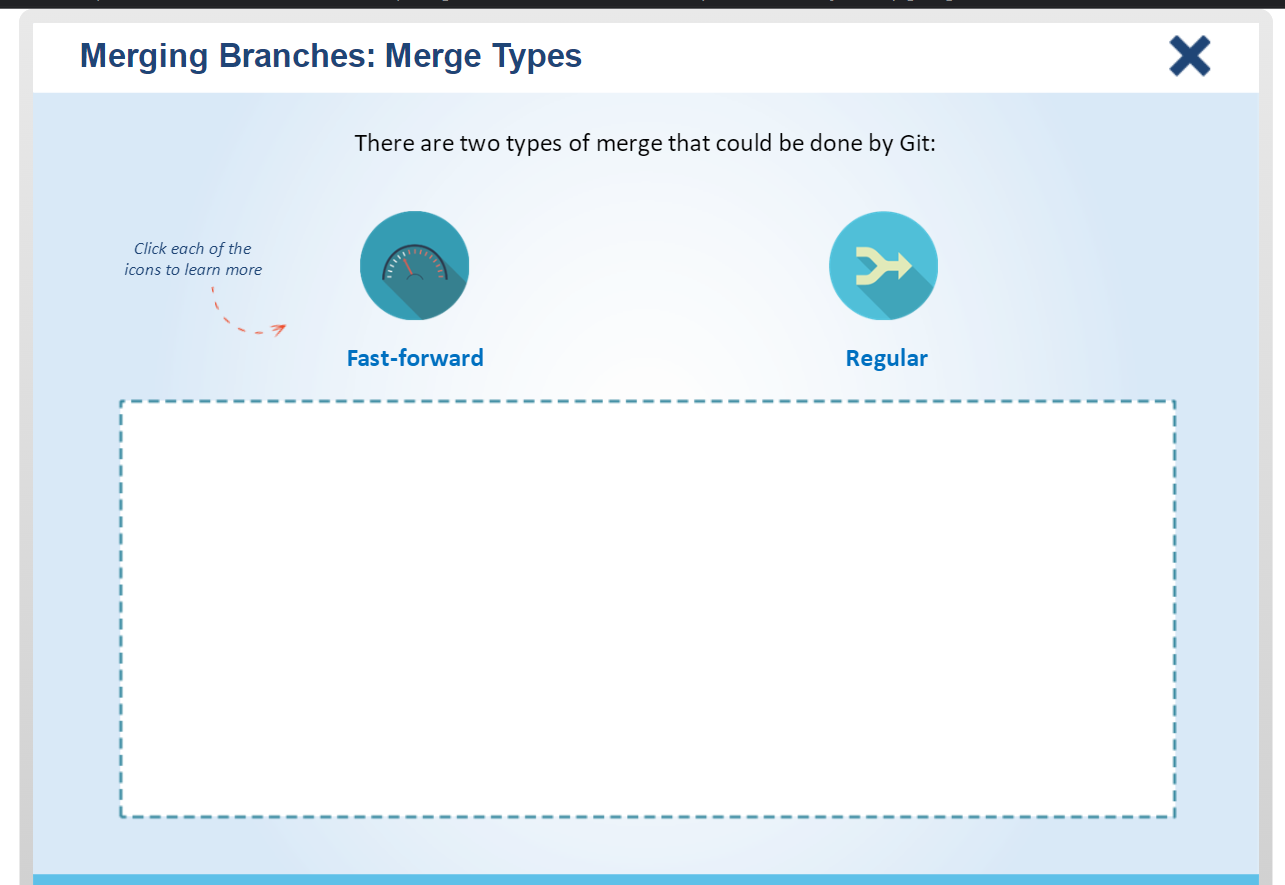 Merging Branches: Merge Types
There are two types of merge that could be done by Git:
Click each of the
icons to learn more
Fast-forward
Regular